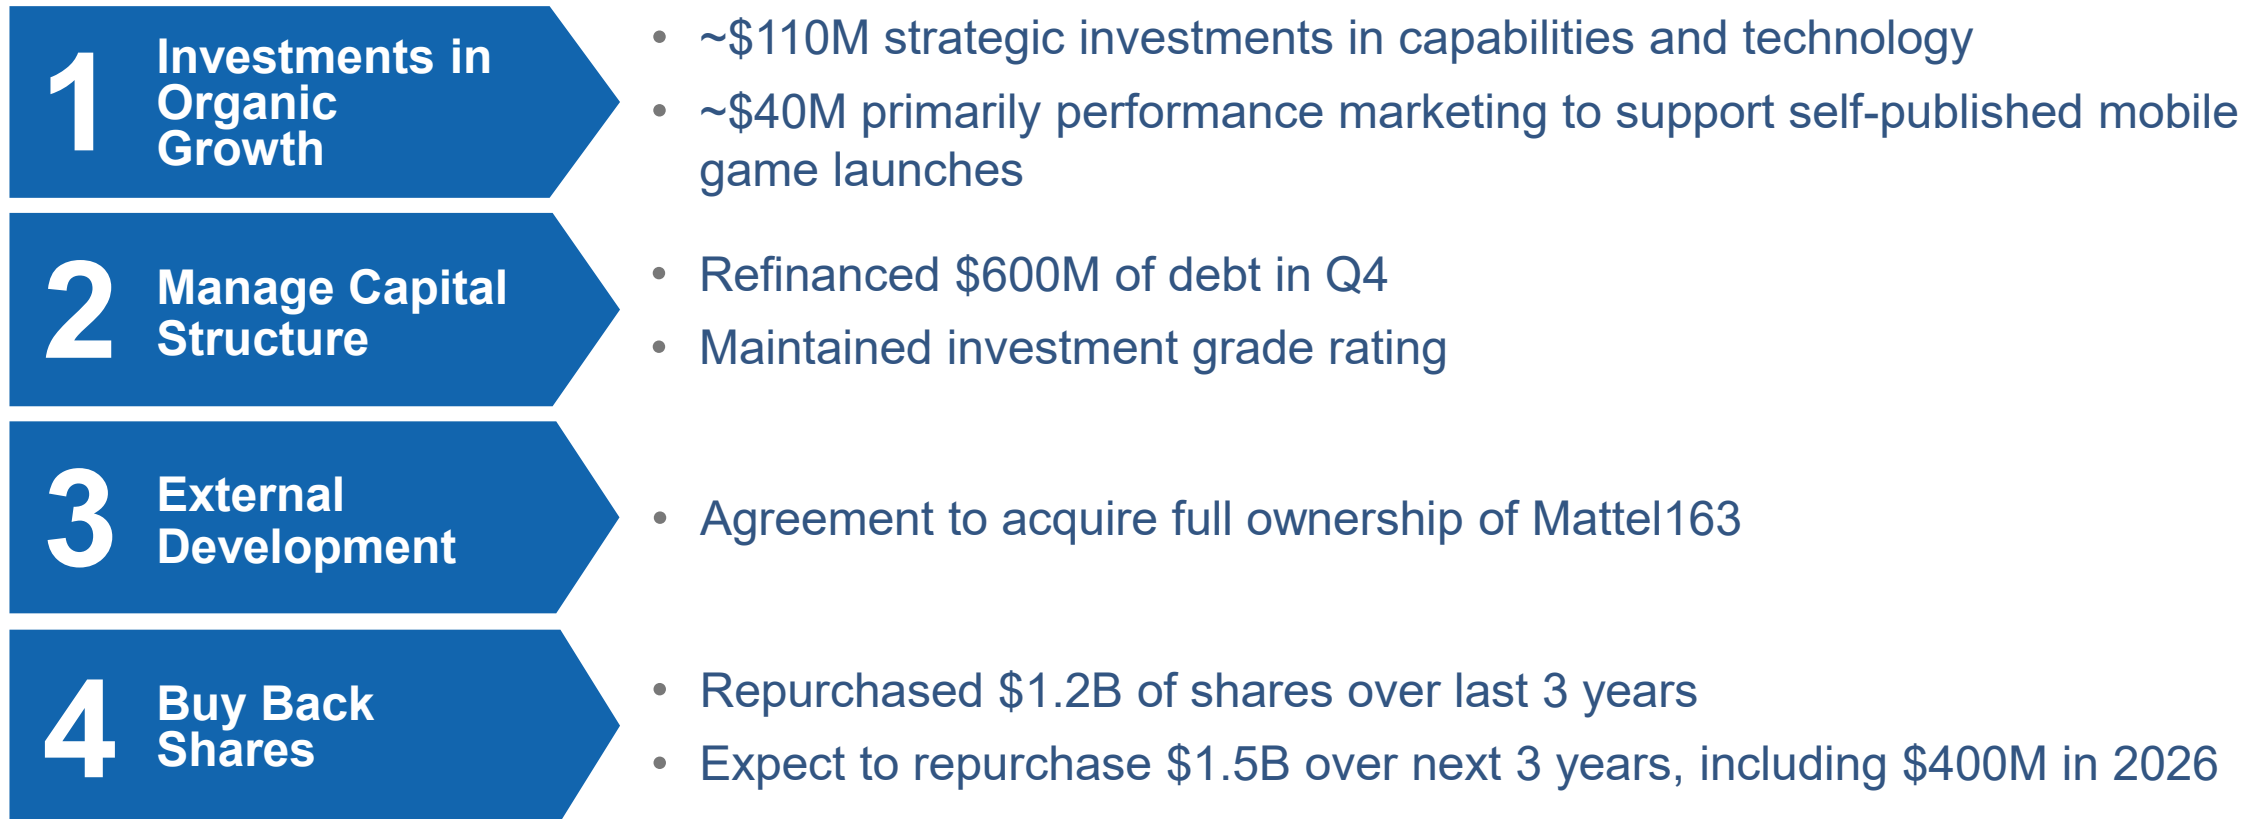 1
Investments in
Organic
Growth
• ~$110M strategic investments in capabilities and technology
• ~$40M primarily performance marketing to support self-published mobile
game launches
2
Manage Capital
Structure
• Refinanced $600M of debt in Q4
• Maintained investment grade rating
3
External
Development
• Agreement to acquire full ownership of Mattel163
4
Buy Back
Shares
• Repurchased $1.2B of shares over last 3 years
• Expect to repurchase $1.5B over next 3 years, including $400M in 2026